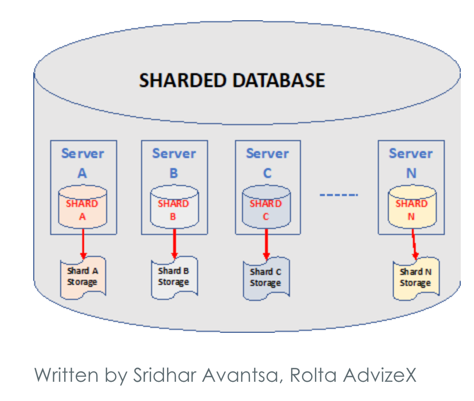 SHARDED DATABASE
Server
A
SHARD
A
Shard A
Storage
Server
B
SHARD
B
Shard B
Storage
Server
C
SHARD
C
Shard C
Storage
Server
N
SHARD
N
Shard N
Storage
Written by Sridhar Avantsa, Rolta AdvizeX